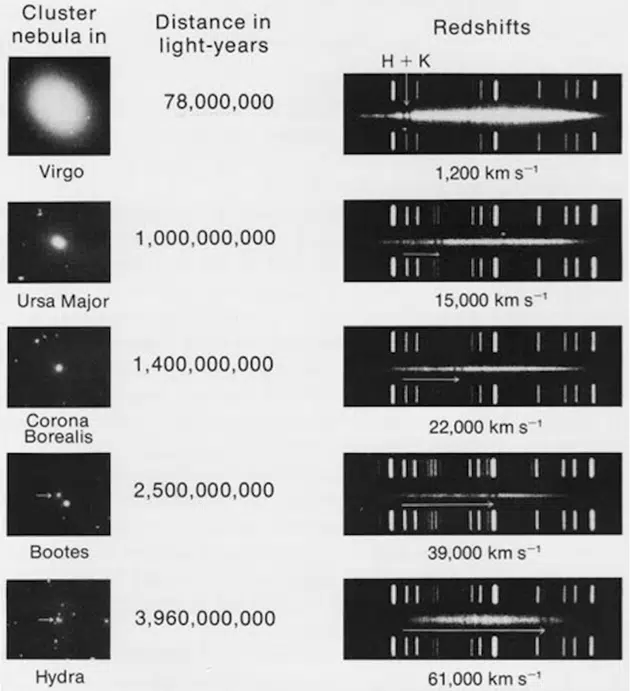 Cluster
nebula in
Distance in
light-years
Redshifts
H + K
78,000,000
Virgo
1,200 km s⁻¹
1,000,000,000
Ursa Major
15,000 km s⁻¹
1,400,000,000
Corona
Borealis
22,000 km s⁻¹
2,500,000,000
Bootes
39,000 km s⁻¹
3,960,000,000
Hydra
61,000 km s⁻¹